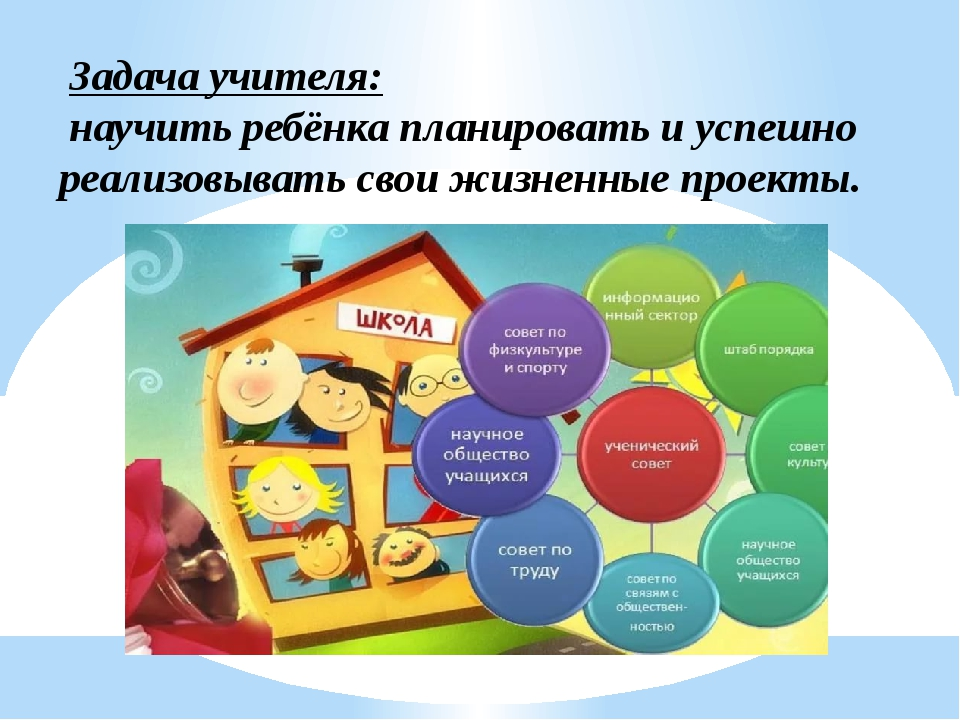 Задача учителя:
научить ребёнка планировать и успешно
реализовывать свои жизненные проекты.
ШКОЛА
информацио
нный сектор
штаб порядка
совет
культу
научное
общество
учащихся
совет по
связям с
обществен-
ностью
совет по
труду
научное
общество
учащихся
совет по
физкультуре
и спорту
ученический
совет